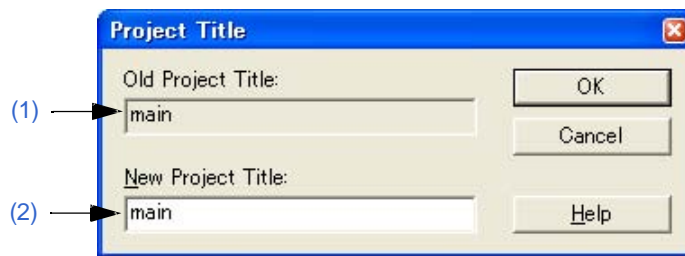 Project Title
Old Project Title:
OK
(1)
main
Cancel
New Project Title:
(2)
main
Help